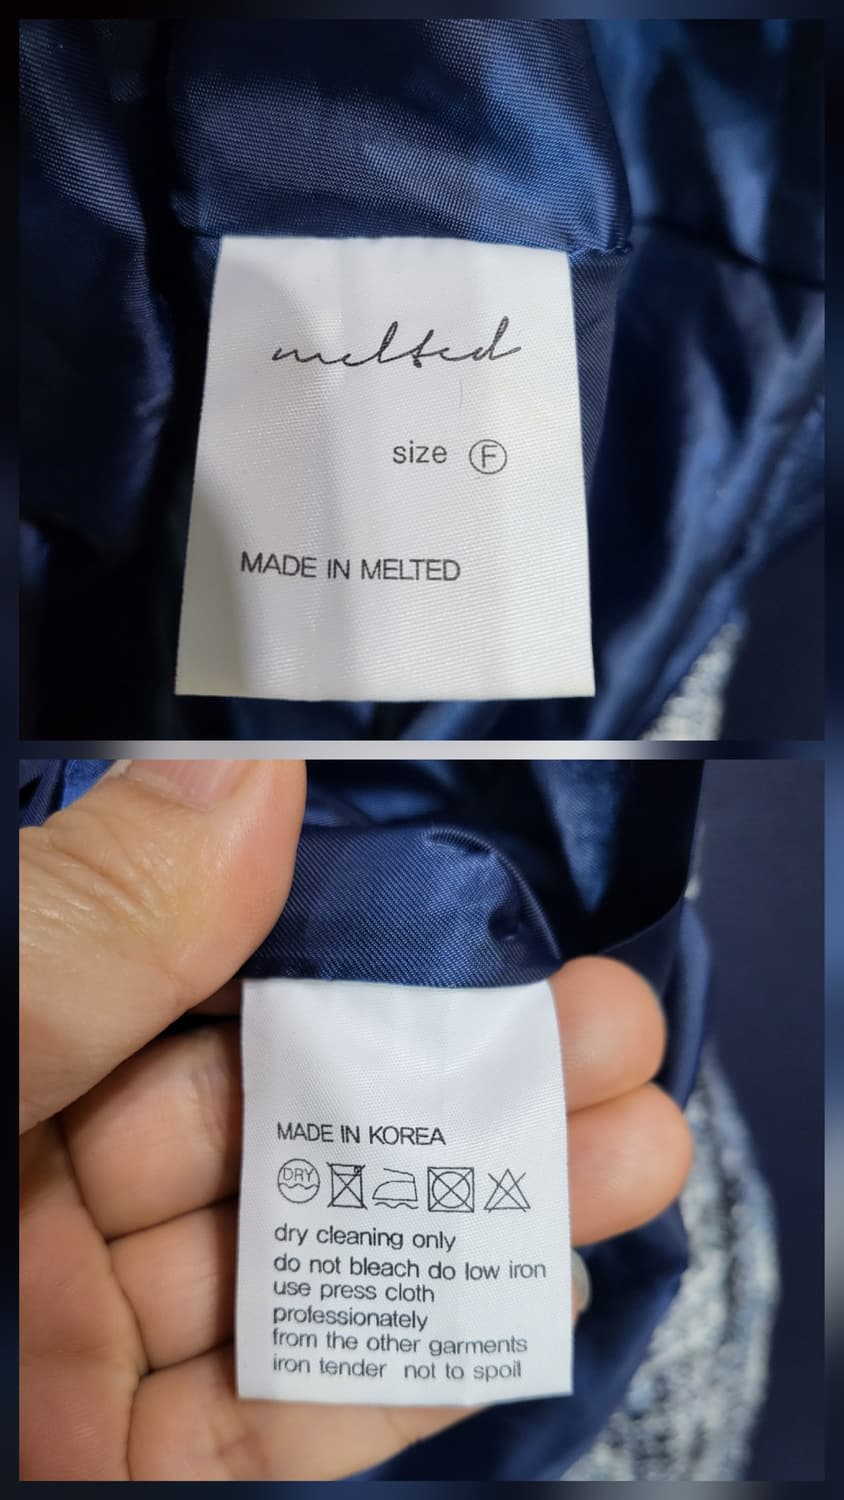 melted
size Ⓕ
MADE IN MELTED
MADE IN KOREA
DRY
dry cleaning only
do not bleach do low iron
use press cloth
professionately
from the other garments
iron tender not to spoil